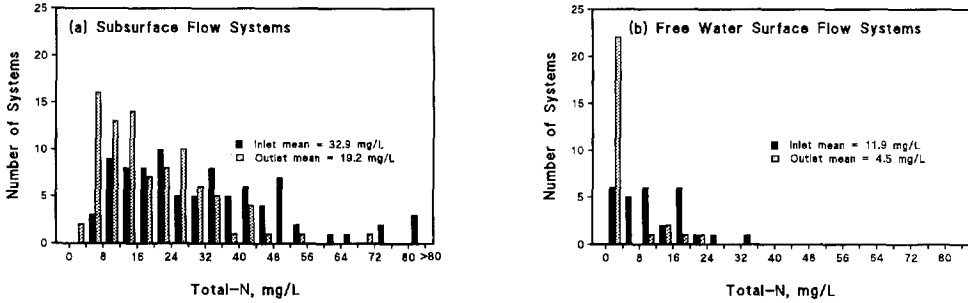 (a) Subsurface Flow Systems
Number of Systems
25
20
15
10
5
0
Inlet mean = 32.9 mg/L
Outlet mean = 19.2 mg/L
0 8 16 24 32 40 48 56 64 72 80 >80
Total-N, mg/L
(b) Free Water Surface Flow Systems
Number of Systems
25
20
15
10
5
0
Inlet mean = 11.9 mg/L
Outlet mean = 4.5 mg/L
0 8 16 24 32 40 48 56 64 72 80
Total-N, mg/L